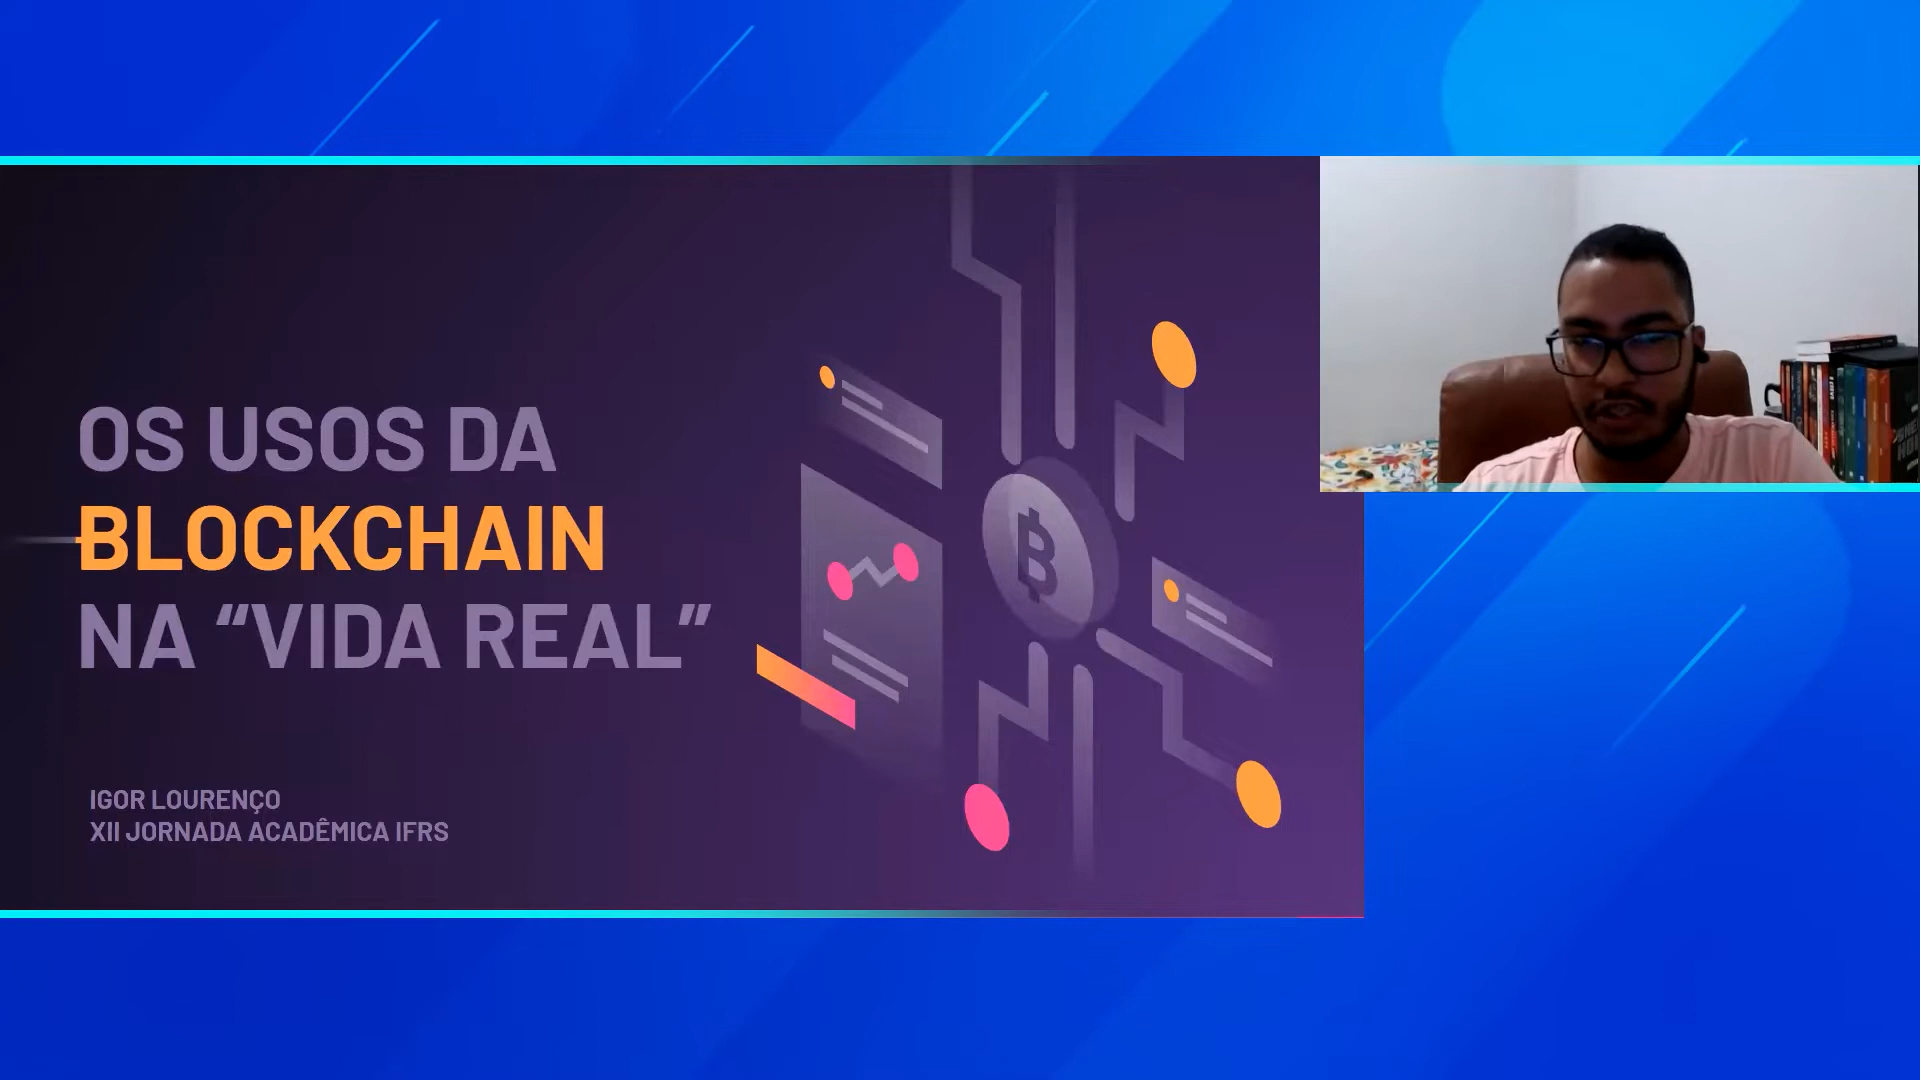 OS USOS DA
BLOCKCHAIN
NA “VIDA REAL”
IGOR LOURENÇO
XII JORNADA ACADÊMICA IFRS